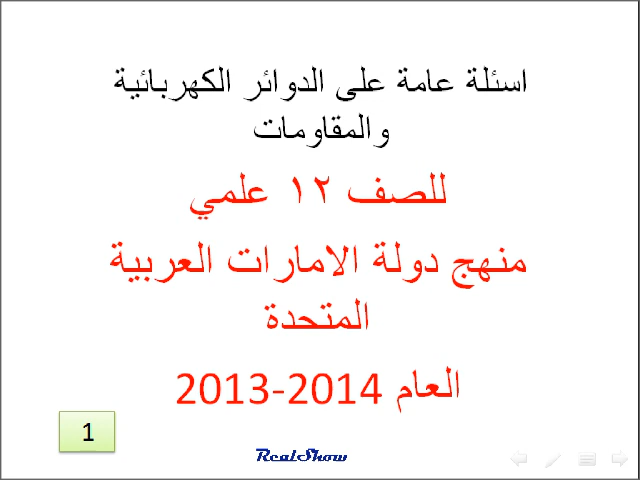 اسئلة عامة على الدوائر الكهربائية
والمقاومات
للصف ١٢ علمي
منهج دولة الامارات العربية
المتحدة
العام 2014-2013
1
RealShow